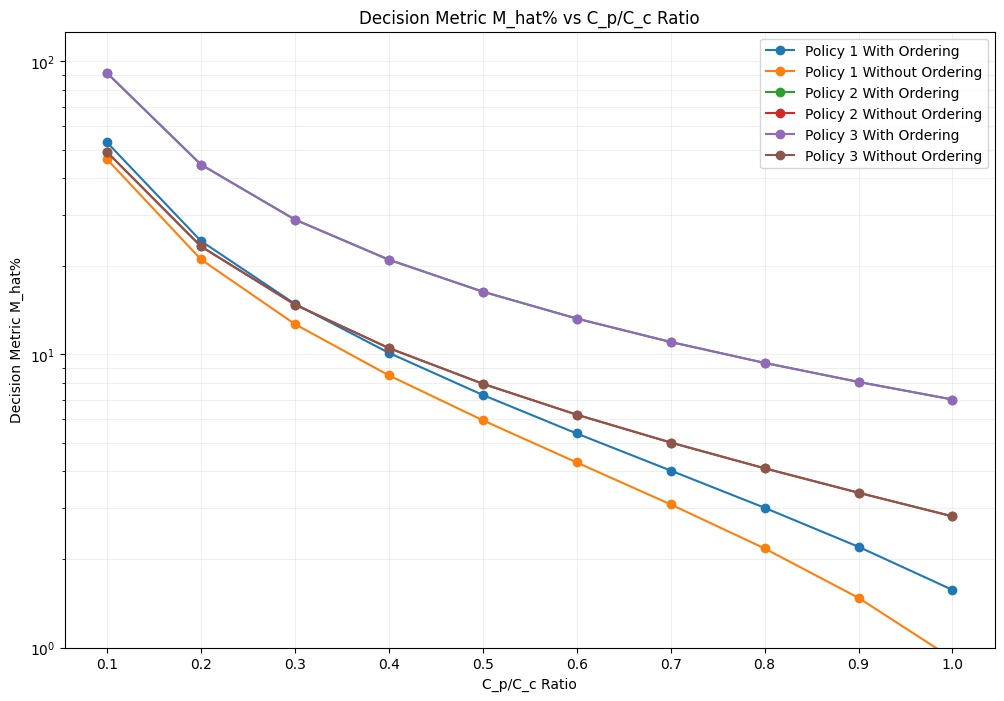 Decision Metric M_hat% vs C_p/C_c Ratio
Policy 1 With Ordering
Policy 1 Without Ordering
Policy 2 With Ordering
Policy 2 Without Ordering
Policy 3 With Ordering
Policy 3 Without Ordering
10²
10¹
10⁰
Decision Metric M_hat%
0.1 0.2 0.3 0.4 0.5 0.6 0.7 0.8 0.9 1.0
C_p/C_c Ratio